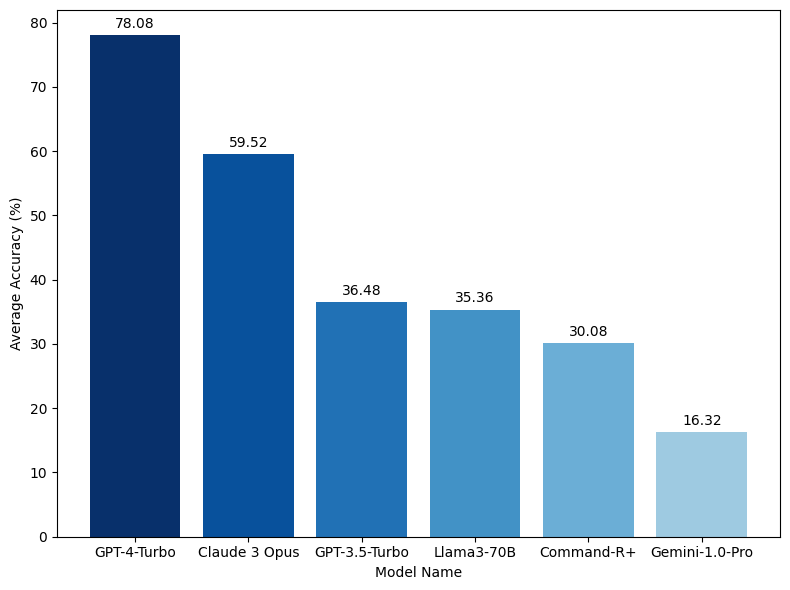 78.08
59.52
36.48
35.36
30.08
16.32
80
70
60
50
40
30
20
10
0
Average Accuracy (%)
GPT-4-Turbo
Claude 3 Opus
GPT-3.5-Turbo
Llama3-70B
Command-R+
Gemini-1.0-Pro
Model Name